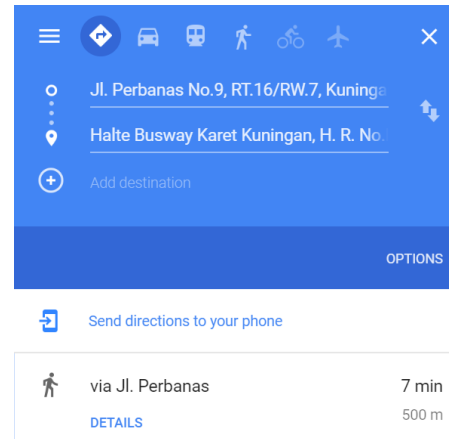 Jl. Perbanas No.9, RT.16/RW.7, Kuninga
Halte Busway Karet Kuningan, H. R. No.
Add destination
OPTIONS
Send directions to your phone
via Jl. Perbanas 7 min
DETAILS 500 m